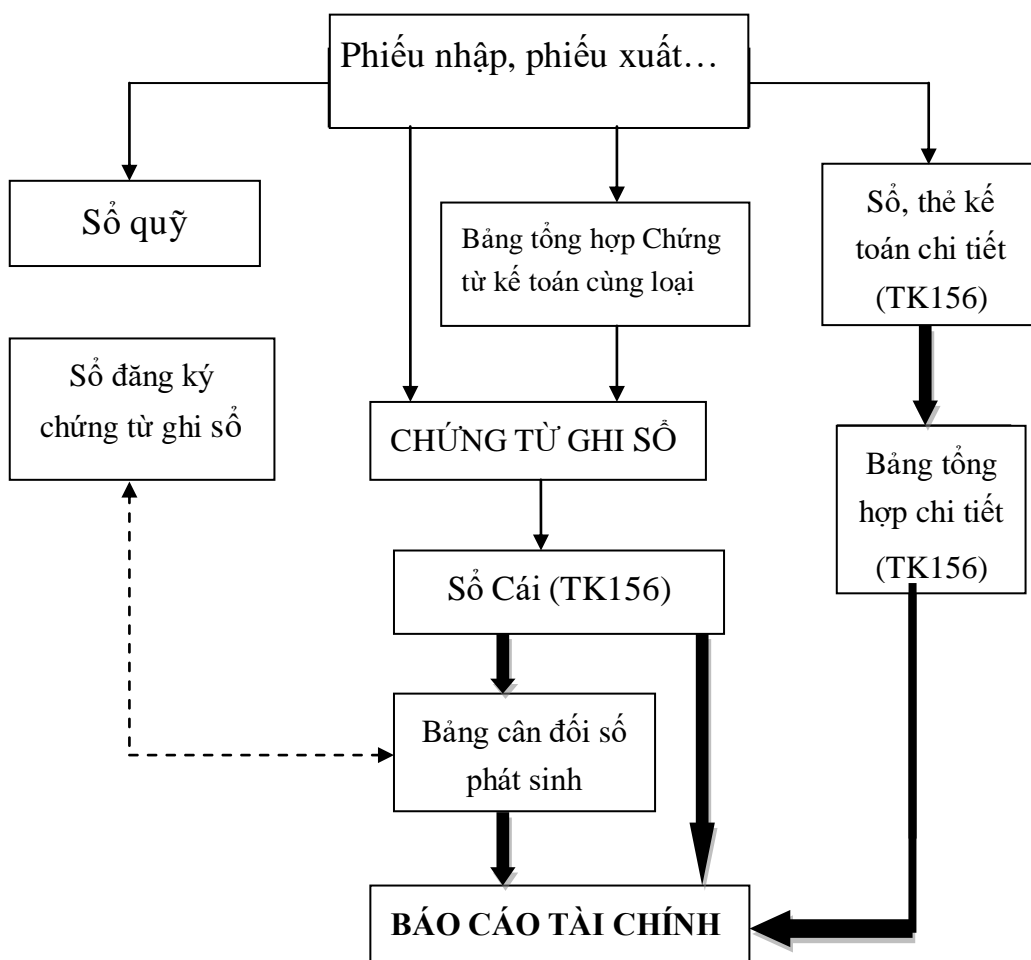 Phiếu nhập, phiếu xuất…
Sổ quỹ
Bảng tổng hợp Chứng
từ kế toán cùng loại
Sổ, thẻ kế
toán chi tiết
(TK156)
Sổ đăng ký
chứng từ ghi sổ
CHỨNG TỪ GHI SỔ
Bảng tổng
hợp chi tiết
(TK156)
Sổ Cái (TK156)
Bảng cân đối số
phát sinh
BÁO CÁO TÀI CHÍNH